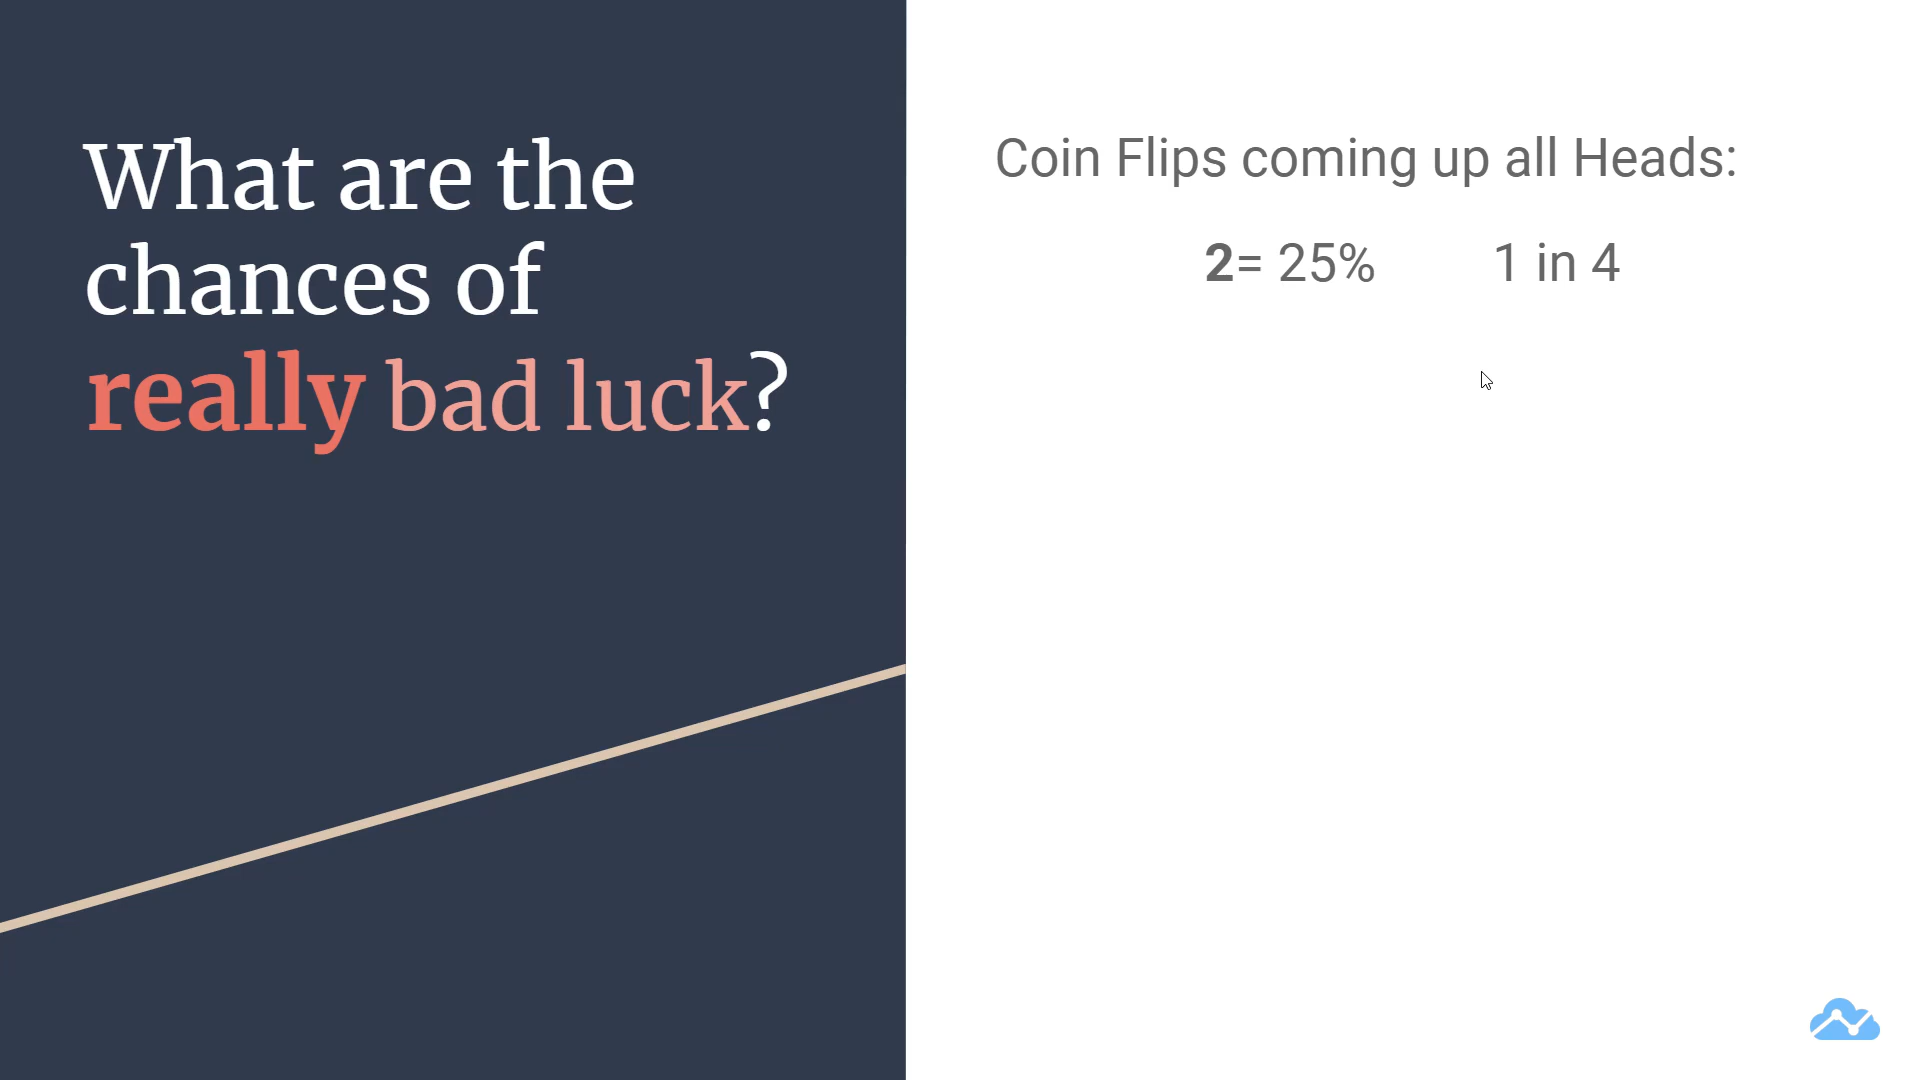 What are the
chances of
really bad luck?
Coin Flips coming up all Heads:
2= 25% 1 in 4